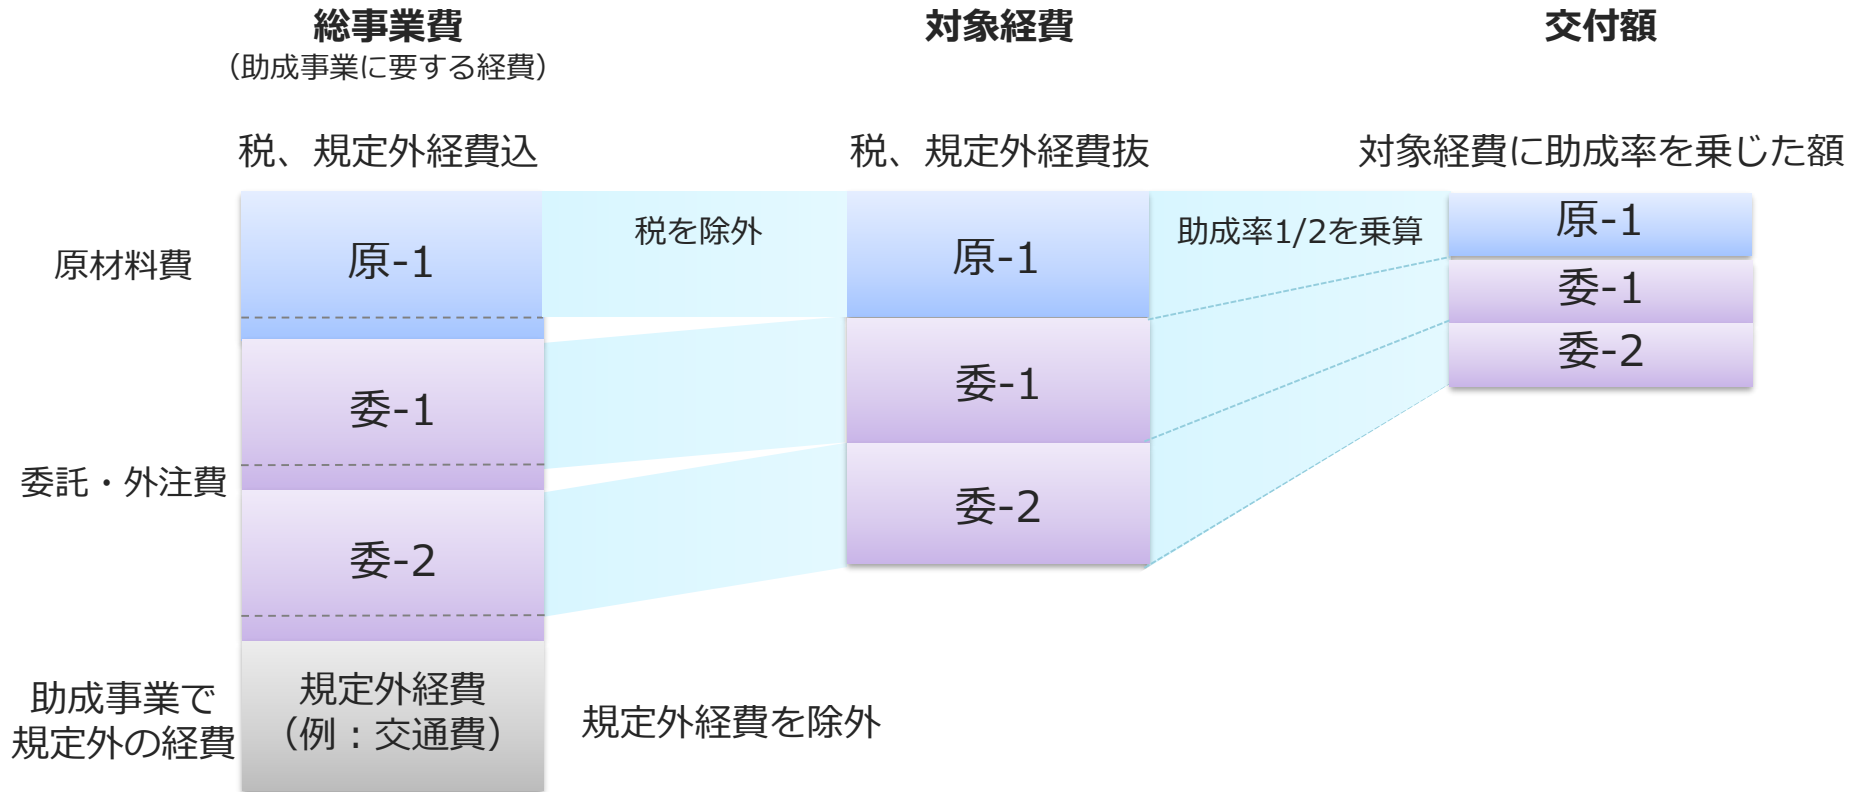 総事業費
（助成事業に要する経費）
対象経費
交付額
税、規定外経費込
税、規定外経費抜
対象経費に助成率を乗じた額
原材料費
原-1
税を除外
原-1
助成率1/2を乗算
原-1
委-1
委-2
委託・外注費
委-1
委-2
委-1
委-2
助成事業で
規定外の経費
規定外経費
（例：交通費）
規定外経費を除外